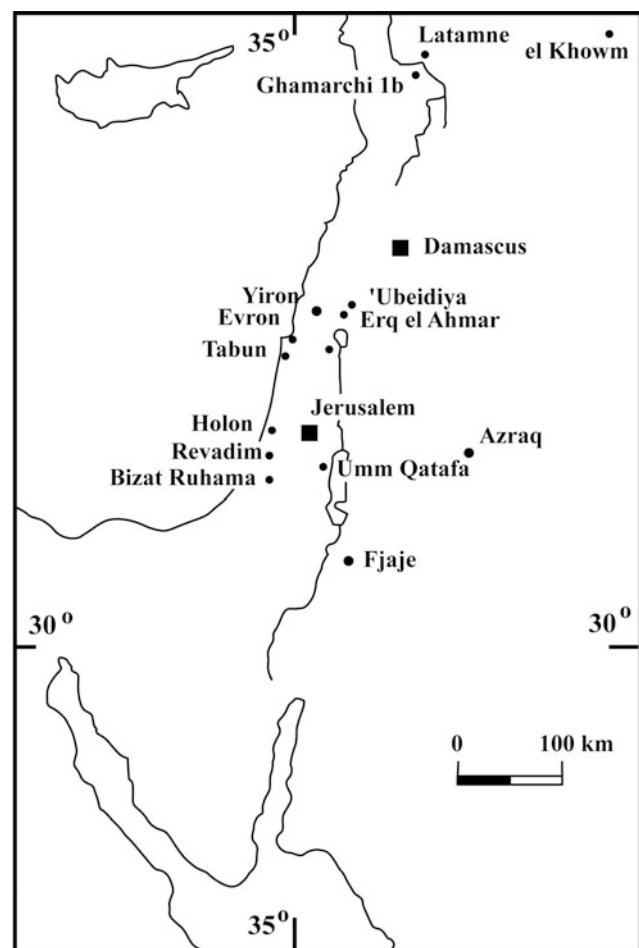 35°
Latamne
el Khowm
Ghamarchi 1b
Damascus
Yiron
'Ubeidiya
Evron
Erq el Ahmar
Tabun
Jerusalem
Holon
Azraq
Revadim
Umm Qatafa
Bizat Ruhama
Fjaje
30°
30°
0
100 km
35°